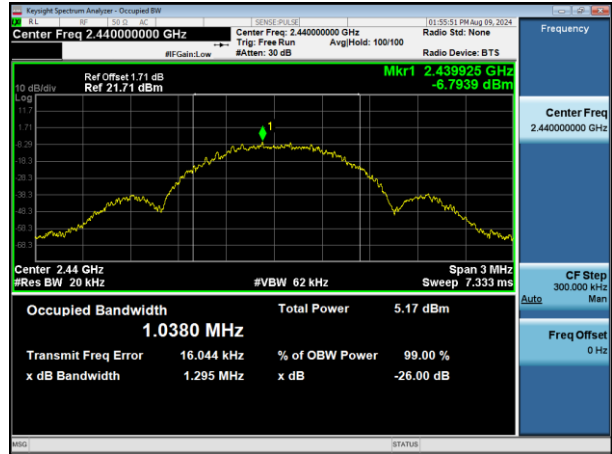 Keysight Spectrum Analyzer - Occupied BW
RL RF 50 Ω AC SENSE:PULSE 01:55:51 PM Aug 09, 2024
Center Freq 2.440000000 GHz Center Freq: 2.440000000 GHz Radio Std: None
Trig: Free Run Avg|Hold: 100/100
#IFGain:Low #Atten: 30 dB Radio Device: BTS
Frequency
Ref Offset 1.71 dB Mkr1 2.439925 GHz
10 dB/div Ref 21.71 dBm -6.7939 dBm
Log
11.7
1.71
-8.29
-18.3
-28.3
-38.3
-48.3
-58.3
-68.3
1
Center 2.44 GHz Span 3 MHz
#Res BW 20 kHz #VBW 62 kHz Sweep 7.333 ms
Occupied Bandwidth Total Power 5.17 dBm
1.0380 MHz
Transmit Freq Error 16.044 kHz % of OBW Power 99.00 %
x dB Bandwidth 1.295 MHz x dB -26.00 dB
Center Freq
2.440000000 GHz
CF Step
300.000 kHz
Auto Man
Freq Offset
0 Hz
MSG STATUS